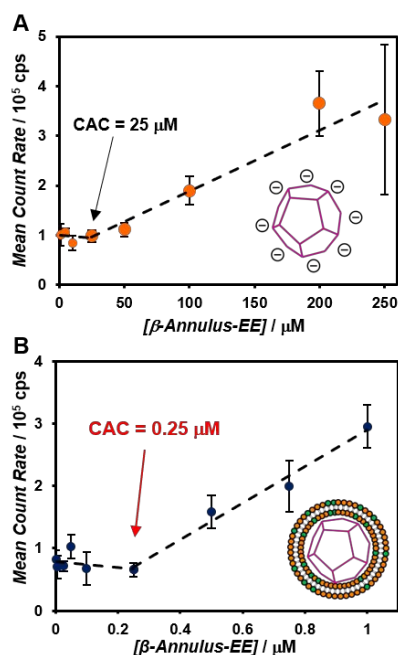 A
Mean Count Rate / 10⁵ cps
5
4
3
2
1
0
CAC = 25 μM
0 50 100 150 200 250
[β-Annulus-EE] / μM
B
Mean Count Rate / 10⁵ cps
4
3
2
1
0
CAC = 0.25 μM
0 0.2 0.4 0.6 0.8 1
[β-Annulus-EE] / μM